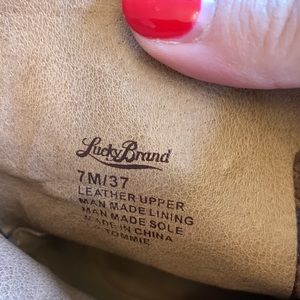 Lucky Brand
7M/37
LEATHER UPPER
MAN MADE LINING
MAN MADE SOLE
MADE IN CHINA
TOMMIE